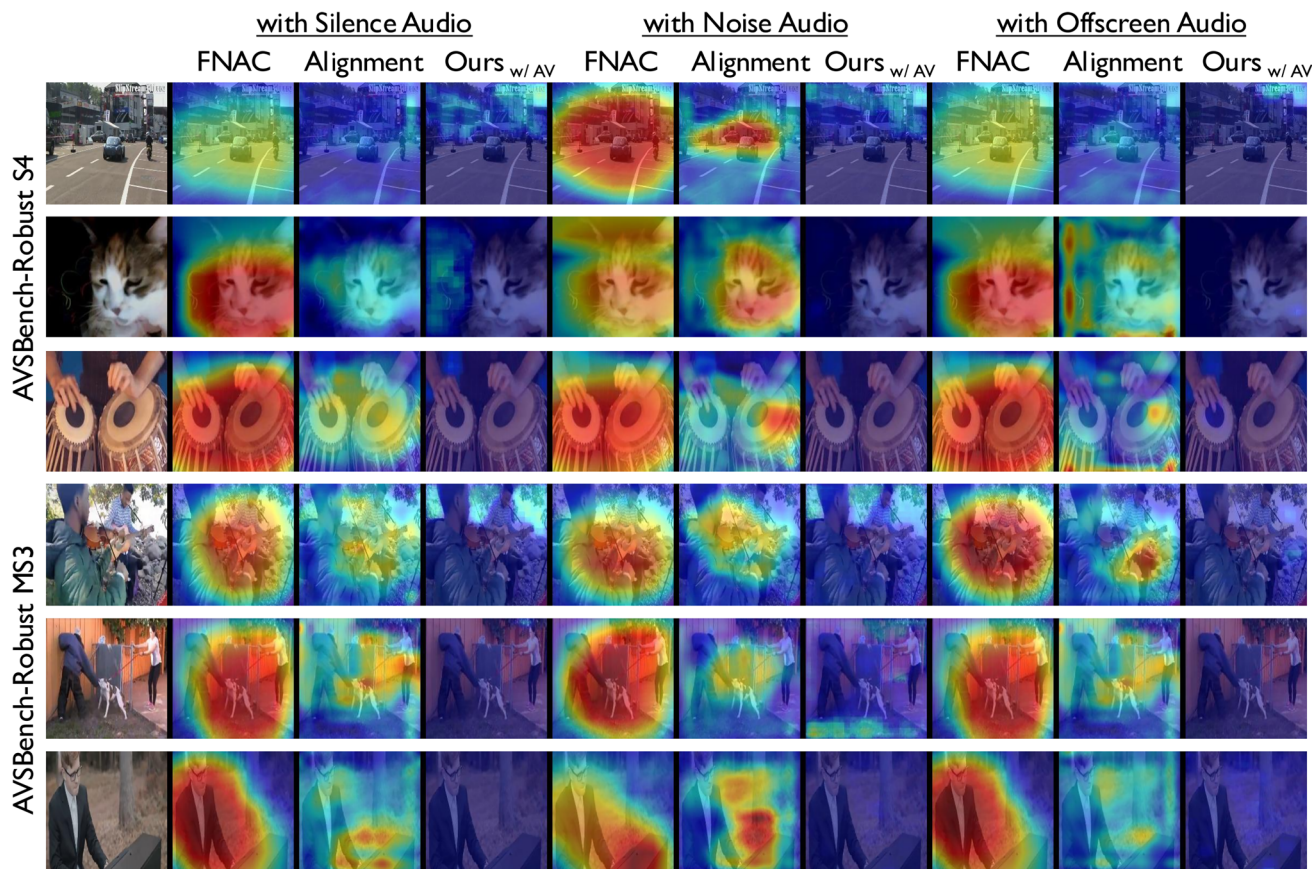 with Silence Audio with Noise Audio with Offscreen Audio
FNAC Alignment Ours w/ AV FNAC Alignment Ours w/ AV FNAC Alignment Ours w/ AV
AVSBench-Robust S4
AVSBench-Robust MS3